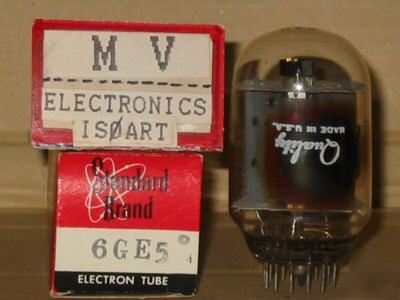 M V
ELECTRONICS
ISØART
Standard
Brand
6GE5
ELECTRON TUBE
Quality
MADE IN U.S.A.